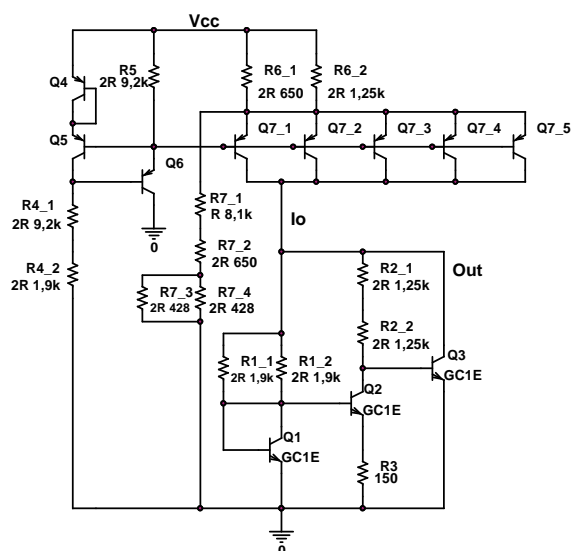 Vcc
Q4
R5
2R 9,2k
R6_1
2R 650
R6_2
2R 1,25k
Q5
Q6
Q7_1
Q7_2
Q7_3
Q7_4
Q7_5
R4_1
2R 9,2k
R4_2
2R 1,9k
0
R7_1
R 8,1k
R7_2
2R 650
R7_3
2R 428
R7_4
2R 428
Io
Out
R2_1
2R 1,25k
R2_2
2R 1,25k
R1_1
2R 1,9k
R1_2
2R 1,9k
Q3
GC1E
Q2
GC1E
Q1
GC1E
R3
150
0